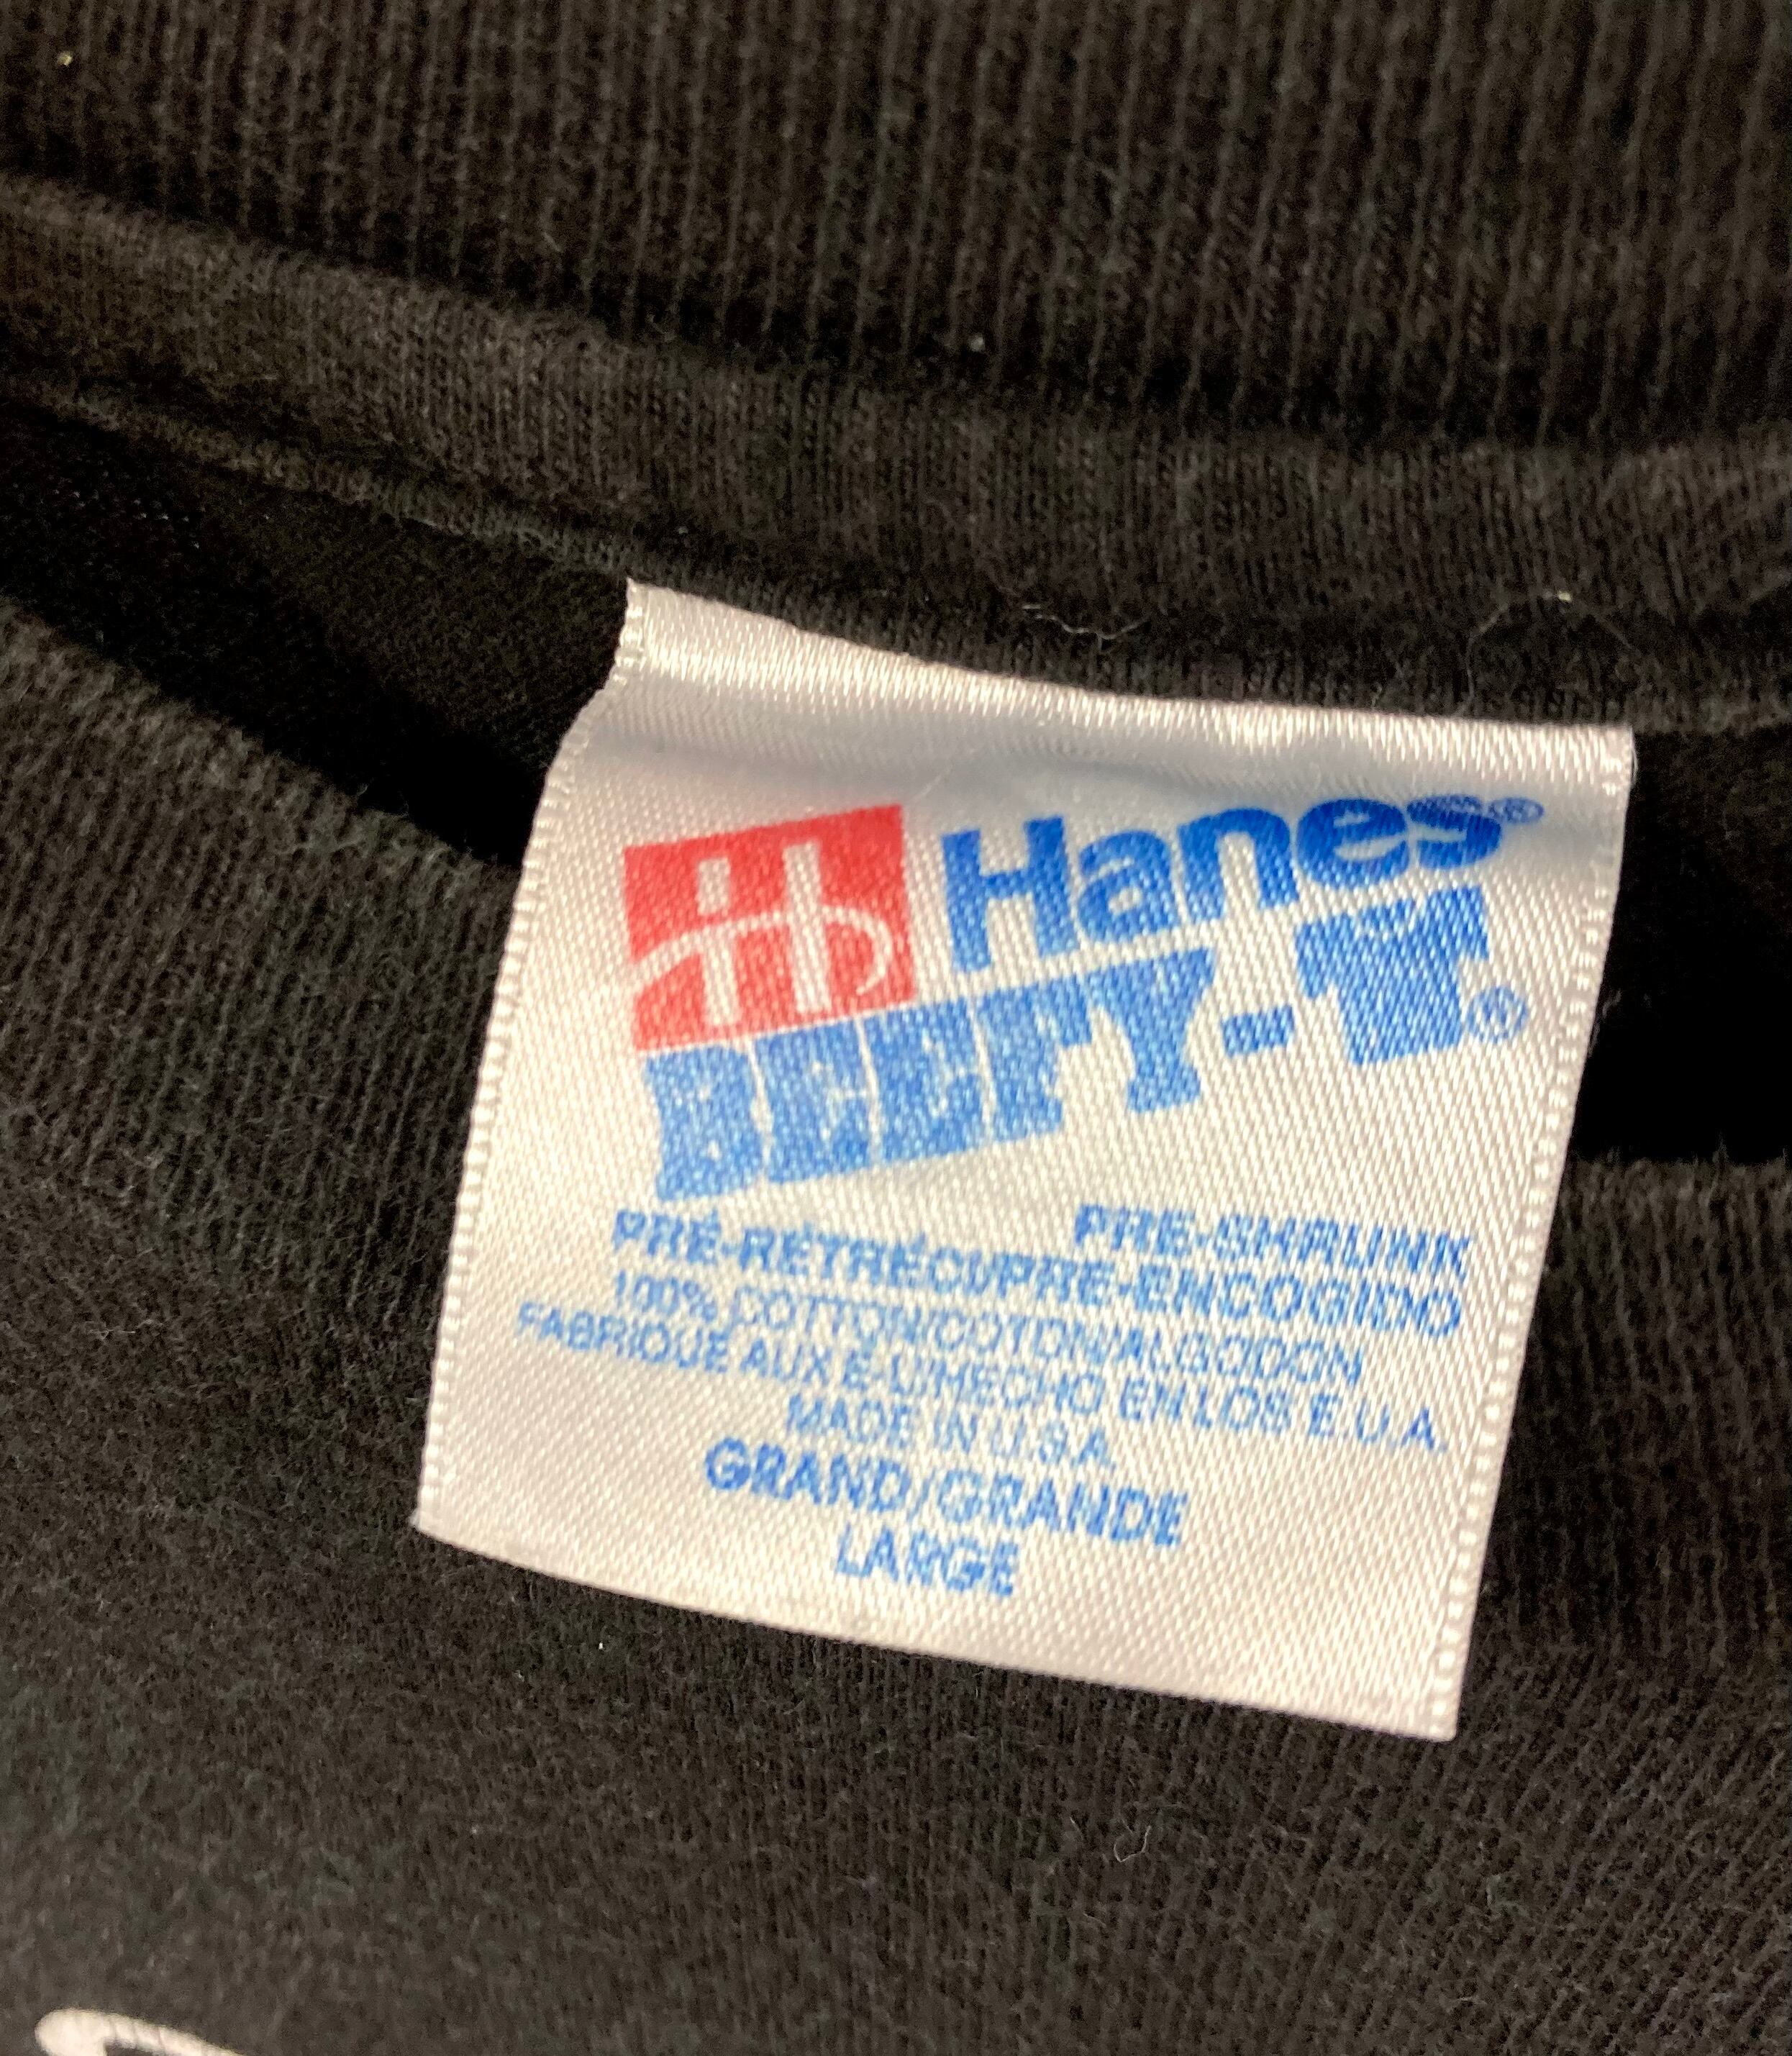 Hanes®
BEEFY-T®
PRE-SHRUNK
PRÉ-RÉTRÉCI/PRE-ENCOGIDO
100% COTTON/COTON/ALGODON
FABRIQUÉ AUX É.-U/HECHO EN LOS E.U.A.
MADE IN U.S.A.
GRAND/GRANDE
LARGE